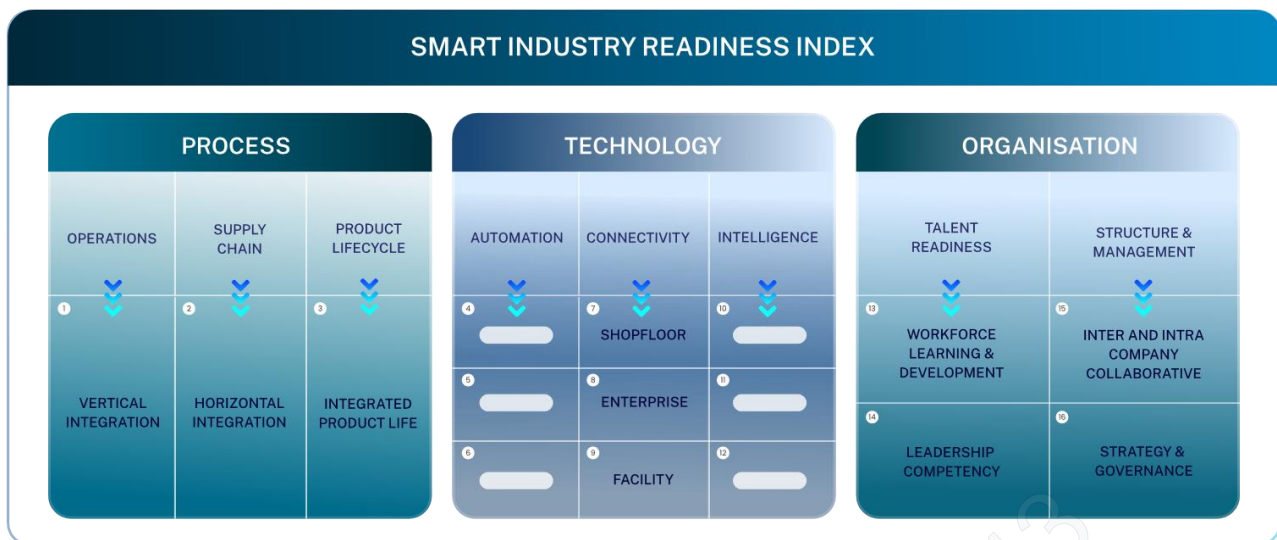 SMART INDUSTRY READINESS INDEX
PROCESS
OPERATIONS
SUPPLY
CHAIN
PRODUCT
LIFECYCLE
1
VERTICAL
INTEGRATION
2
HORIZONTAL
INTEGRATION
3
INTEGRATED
PRODUCT LIFE
TECHNOLOGY
AUTOMATION
CONNECTIVITY
INTELLIGENCE
4
7
SHOPFLOOR
10
5
8
ENTERPRISE
11
6
9
FACILITY
12
ORGANISATION
TALENT
READINESS
STRUCTURE &
MANAGEMENT
13
WORKFORCE
LEARNING &
DEVELOPMENT
15
INTER AND INTRA
COMPANY
COLLABORATIVE
14
LEADERSHIP
COMPETENCY
16
STRATEGY &
GOVERNANCE